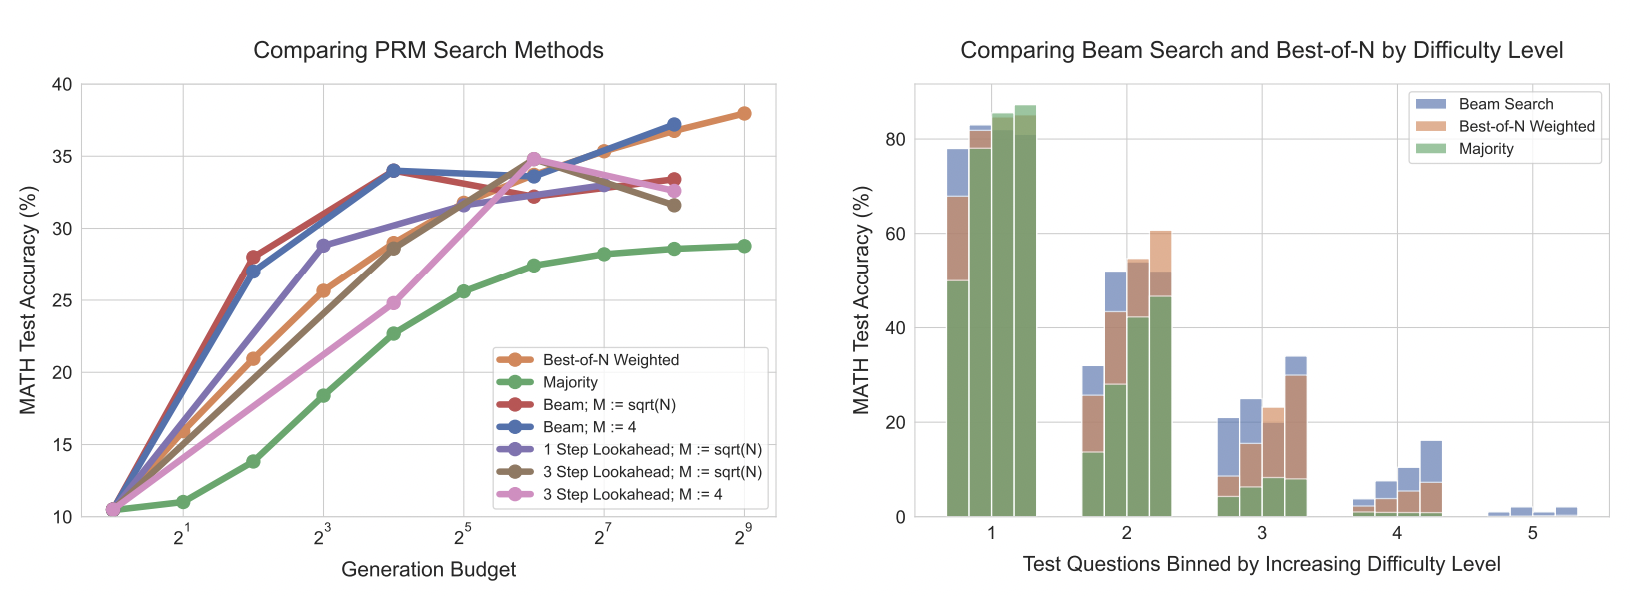 Comparing PRM Search Methods
MATH Test Accuracy (%)
40
35
30
25
20
15
10
Best-of-N Weighted
Majority
Beam; M := sqrt(N)
Beam; M := 4
1 Step Lookahead; M := sqrt(N)
3 Step Lookahead; M := sqrt(N)
3 Step Lookahead; M := 4
2^1 2^3 2^5 2^7 2^9
Generation Budget
Comparing Beam Search and Best-of-N by Difficulty Level
MATH Test Accuracy (%)
80
60
40
20
0
Beam Search
Best-of-N Weighted
Majority
1 2 3 4 5
Test Questions Binned by Increasing Difficulty Level